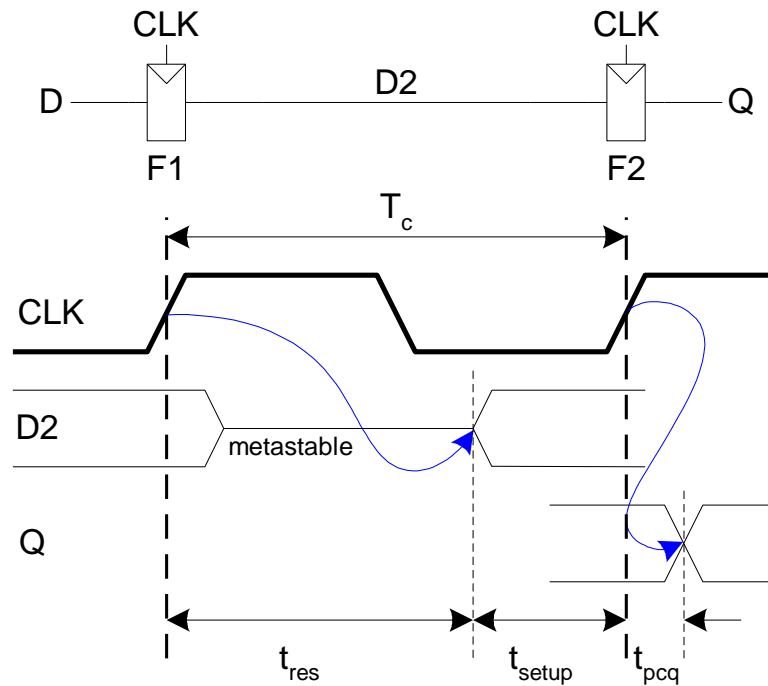 CLK CLK
D D2 Q
F1 F2
Tc
CLK
D2
metastable
Q
tres tsetup tpcq